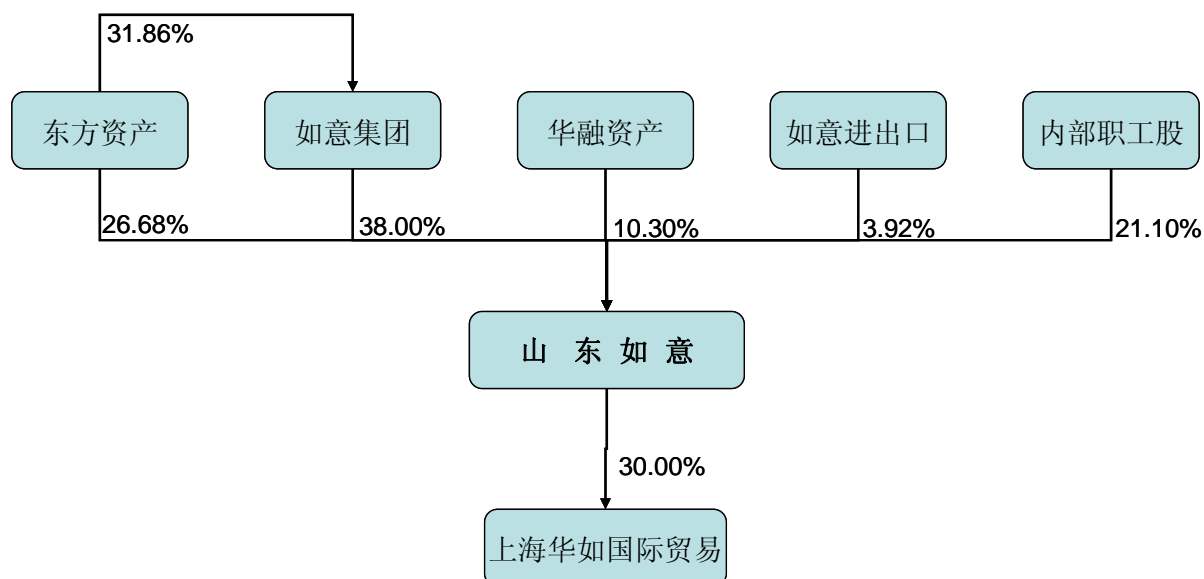 31.86%
东方资产
如意集团
华融资产
如意进出口
内部职工股
26.68%
38.00%
10.30%
3.92%
21.10%
山 东 如 意
30.00%
上海华如国际贸易